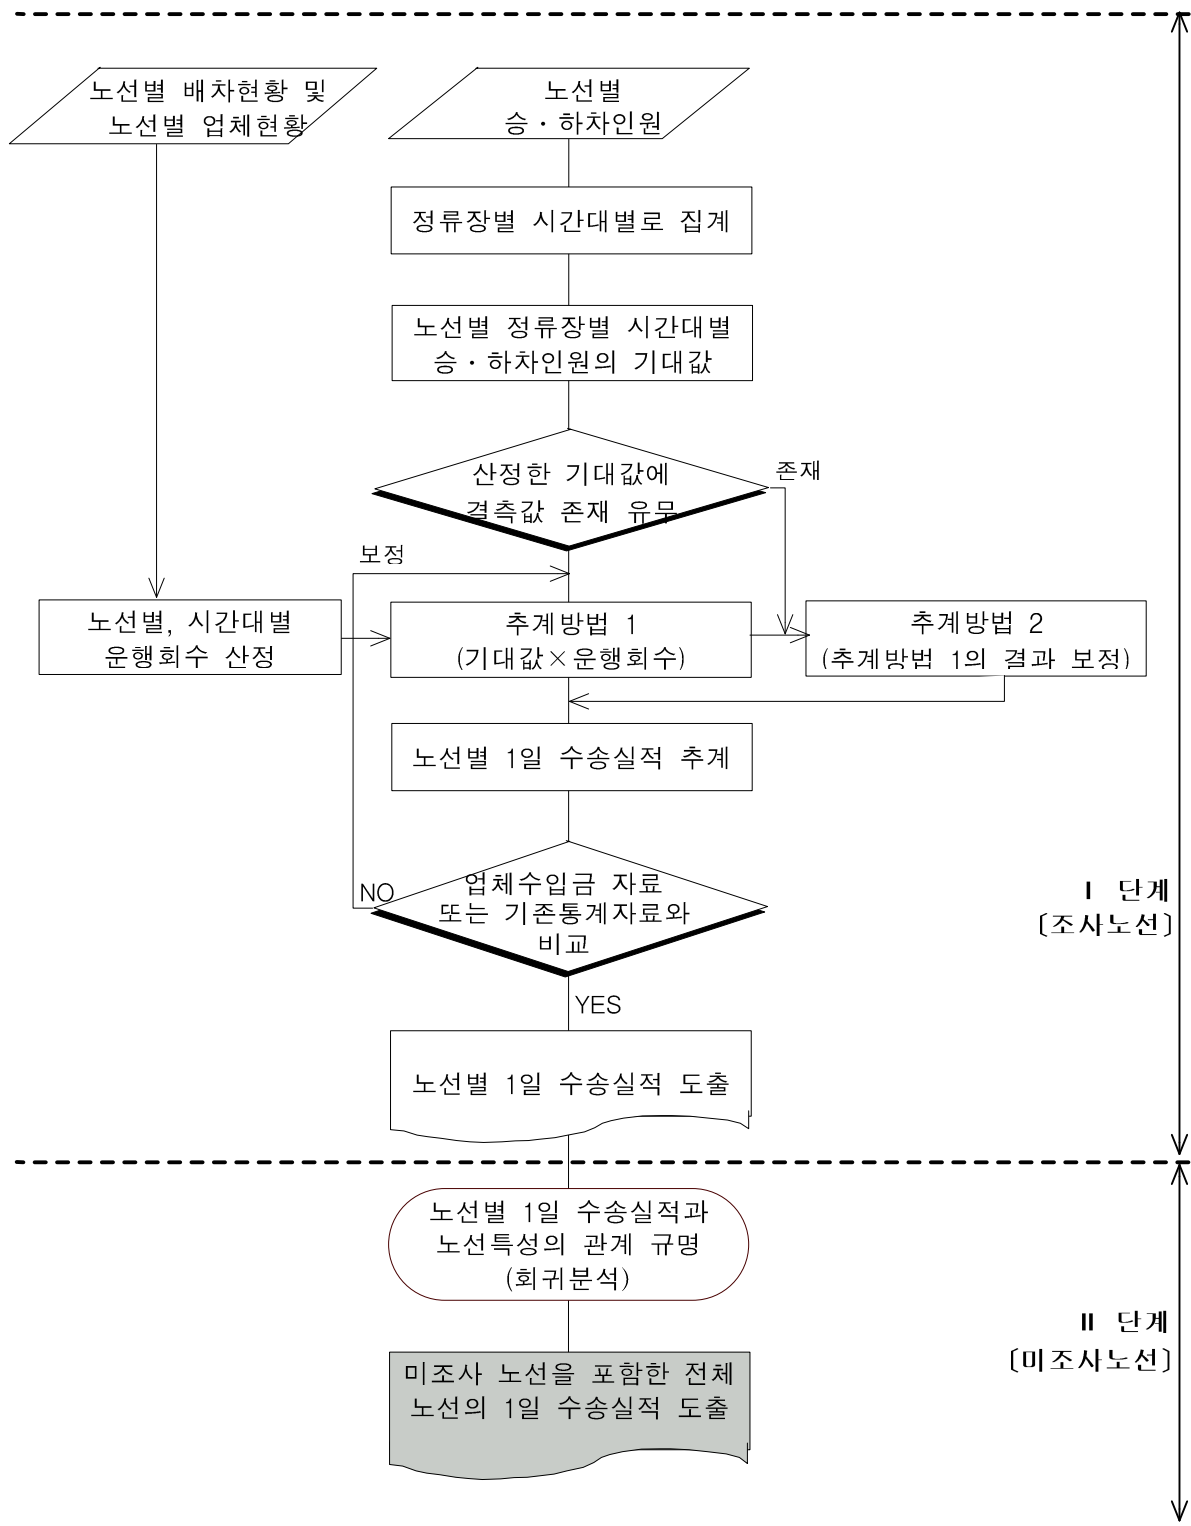 노선별 배차현황 및
노선별 업체현황
노선별
승·하차인원
정류장별 시간대별로 집계
노선별 정류장별 시간대별
승·하차인원의 기대값
산정한 기대값에
결측값 존재 유무
존재
보정
노선별, 시간대별
운행회수 산정
추계방법 1
(기대값×운행회수)
추계방법 2
(추계방법 1의 결과 보정)
노선별 1일 수송실적 추계
업체수입금 자료
또는 기존통계자료와
비교
NO
YES
Ⅰ 단계
〔조사노선〕
노선별 1일 수송실적 도출
노선별 1일 수송실적과
노선특성의 관계 규명
(회귀분석)
Ⅱ 단계
〔미조사노선〕
미조사 노선을 포함한 전체
노선의 1일 수송실적 도출